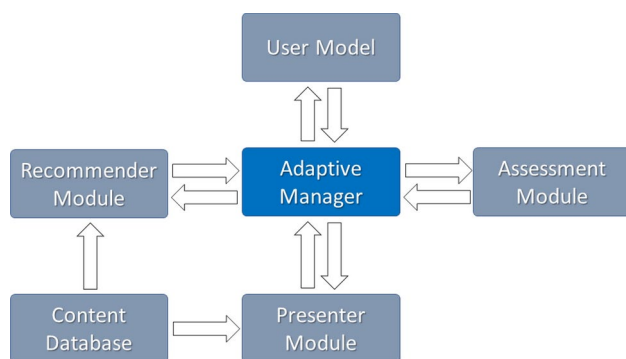 User Model
Recommender
Module
Adaptive
Manager
Assessment
Module
Content
Database
Presenter
Module